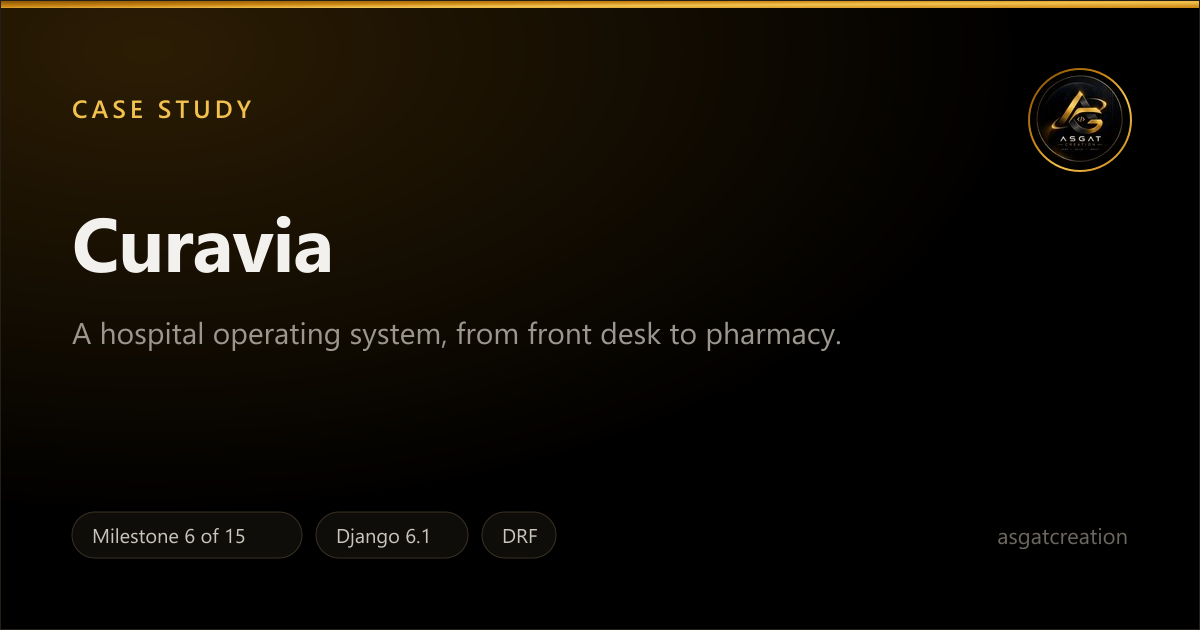 CASE STUDY
ASGAT
CREATION
Curavia
A hospital operating system, from front desk to pharmacy.
Milestone 6 of 15
Django 6.1
DRF
asgatcreation